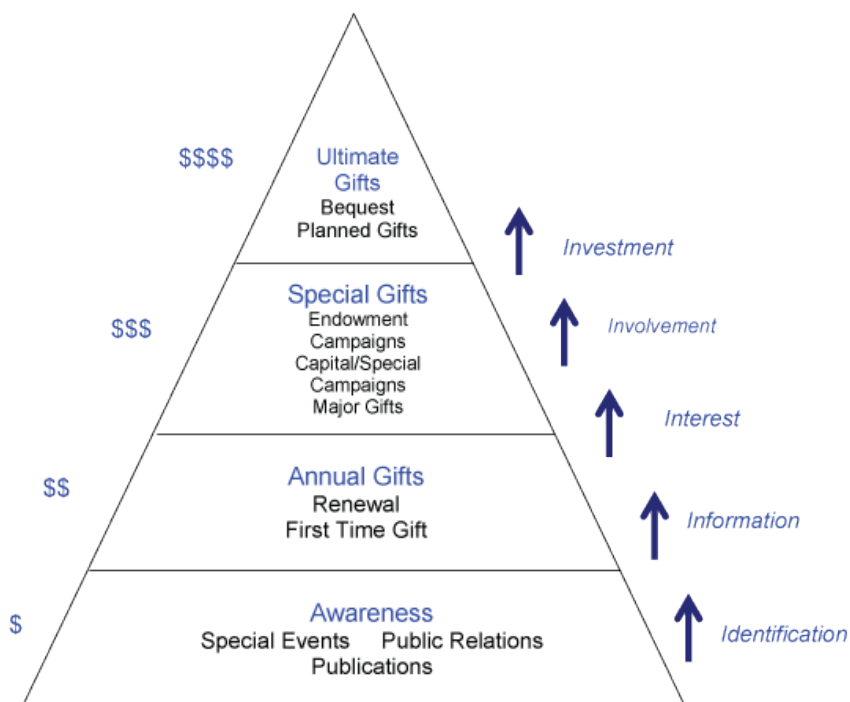 $$$$
Ultimate
Gifts
Bequest
Planned Gifts
Investment
$$$
Special Gifts
Endowment
Campaigns
Capital/Special
Campaigns
Major Gifts
Involvement
Interest
$$
Annual Gifts
Renewal
First Time Gift
Information
$
Awareness
Special Events Public Relations
Publications
Identification